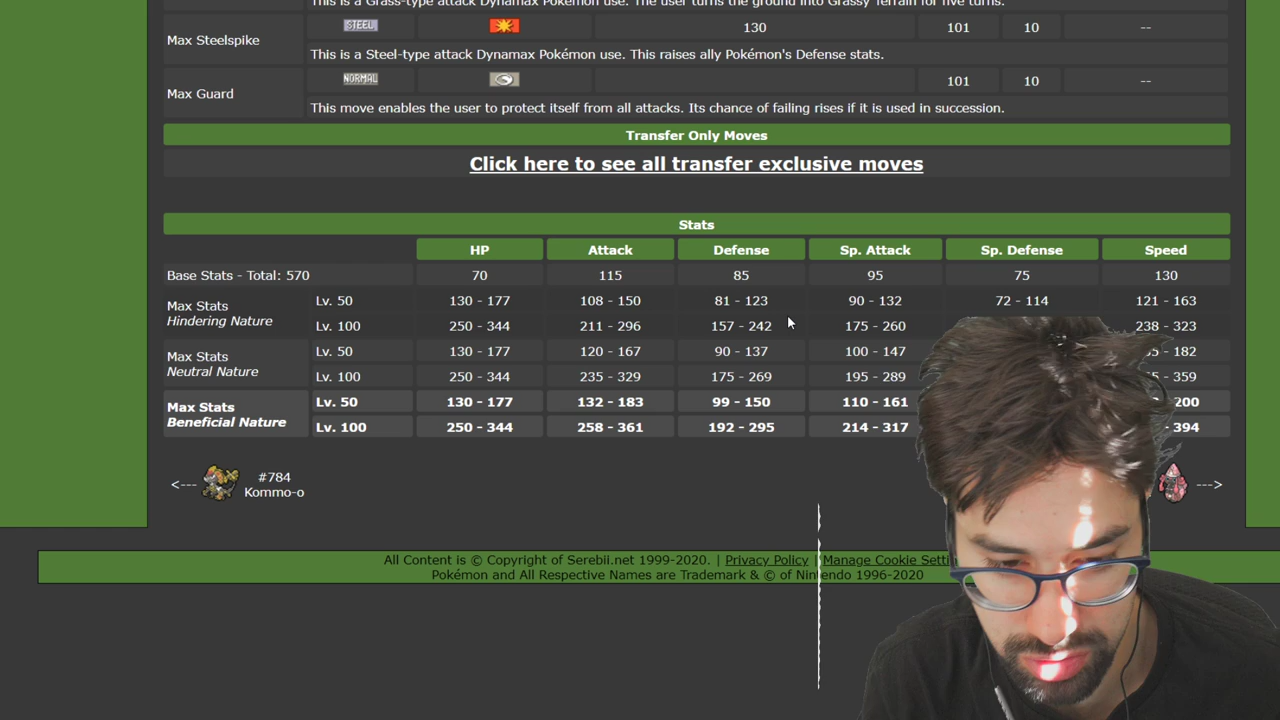 This is a Grass-type attack Dynamax Pokémon use. The user turns the ground into Grassy Terrain for five turns.
Max Steelspike STEEL 130 101 10 --
This is a Steel-type attack Dynamax Pokémon use. This raises ally Pokémon's Defense stats.
Max Guard NORMAL 101 10 --
This move enables the user to protect itself from all attacks. Its chance of failing rises if it is used in succession.
Transfer Only Moves
Click here to see all transfer exclusive moves
Stats
HP Attack Defense Sp. Attack Sp. Defense Speed
Base Stats - Total: 570 70 115 85 95 75 130
Max Stats
Hindering Nature
Lv. 50 130 - 177 108 - 150 81 - 123 90 - 132 72 - 114 121 - 163
Lv. 100 250 - 344 211 - 296 157 - 242 175 - 260 238 - 323
Max Stats
Neutral Nature
Lv. 50 130 - 177 120 - 167 90 - 137 100 - 147 - 182
Lv. 100 250 - 344 235 - 329 175 - 269 195 - 289 - 359
Max Stats
Beneficial Nature
Lv. 50 130 - 177 132 - 183 99 - 150 110 - 161 200
Lv. 100 250 - 344 258 - 361 192 - 295 214 - 317 - 394
<--- #784 --->
Kommo-o
All Content is © Copyright of Serebii.net 1999-2020. | Privacy Policy | Manage Cookie
Pokémon and All Respective Names are Trademark & © of Nintendo 1996-2020